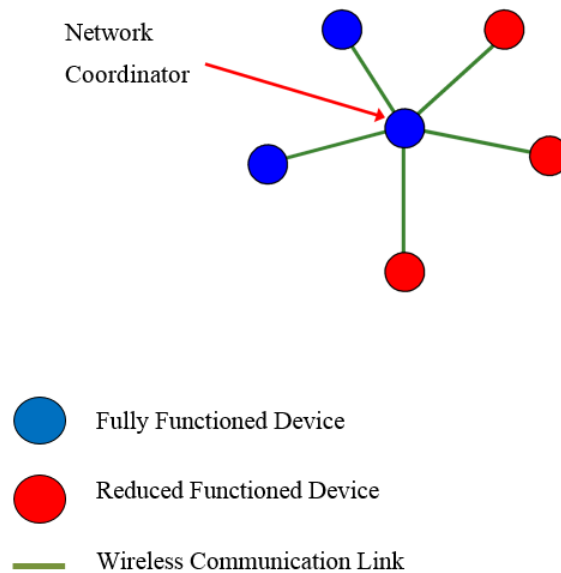 Network
Coordinator
Fully Functioned Device
Reduced Functioned Device
Wireless Communication Link